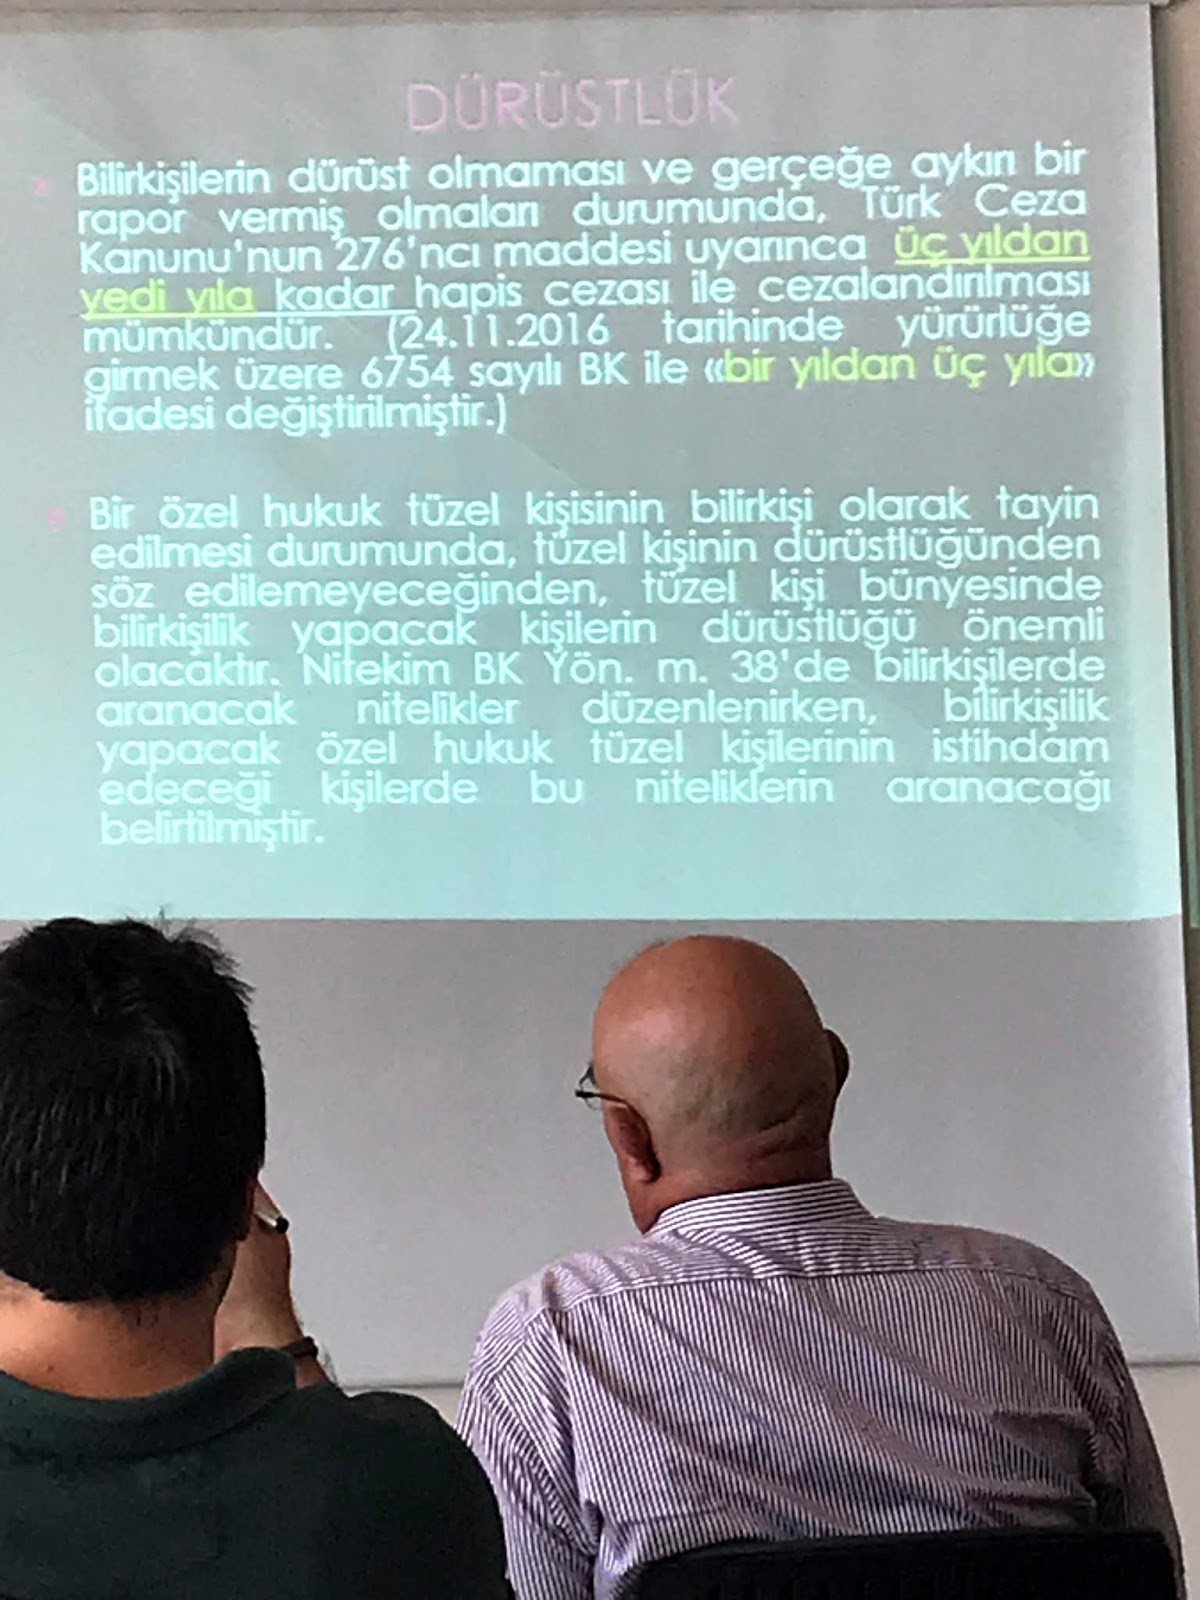 DÜRÜSTLÜK
Bilirkişilerin dürüst olmaması ve gerçeğe aykırı bir
rapor vermiş olmaları durumunda, Türk Ceza
Kanunu'nun 276'ncı maddesi uyarınca üç yıldan
yedi yıla kadar hapis cezası ile cezalandırılması
mümkündür. (24.11.2016 tarihinde yürürlüğe
girmek üzere 6754 sayılı BK ile «bir yıldan üç yıla»
ifadesi değiştirilmiştir.)
Bir özel hukuk tüzel kişisinin bilirkişi olarak tayin
edilmesi durumunda, tüzel kişinin dürüstlüğünden
söz edilemeyeceğinden, tüzel kişi bünyesinde
bilirkişilik yapacak kişilerin dürüstlüğü önemli
olacaktır. Nitekim BK Yön. m. 38'de bilirkişilerde
aranacak nitelikler düzenlenirken, bilirkişilik
yapacak özel hukuk tüzel kişilerinin istihdam
edeceği kişilerde bu niteliklerin aranacağı
belirtilmiştir.